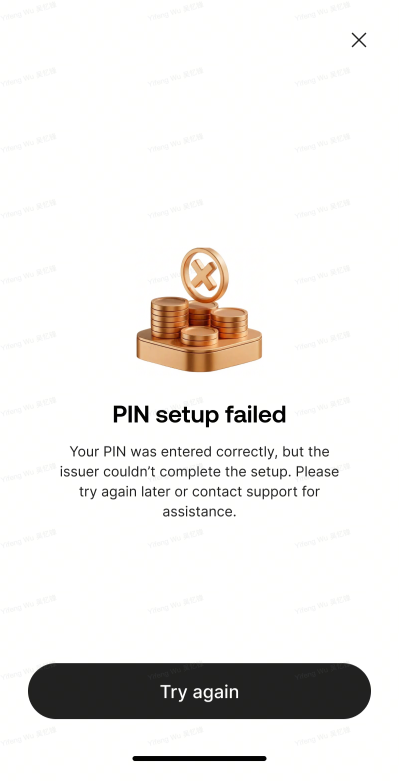 PIN setup failed
Your PIN was entered correctly, but the
issuer couldn’t complete the setup. Please
try again later or contact support for
assistance.
Try again